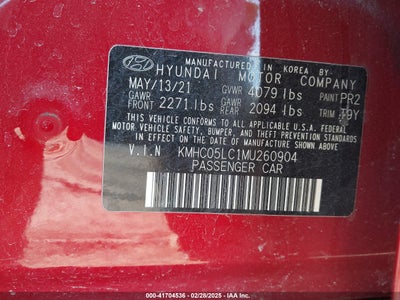 MANUFACTURED IN KOREA BY
HYUNDAI MOTOR COMPANY
MAY/13/21 GVWR 4079 lbs PAINT PR2
GAWR FRONT 2271 lbs GAWR REAR 2094 lbs TRIM T9Y
THIS VEHICLE CONFORMS TO ALL APPLICABLE U.S.A. FEDERAL
MOTOR VEHICLE SAFETY, BUMPER, AND THEFT PREVENTION
STANDARDS IN EFFECT ON THE DATE OF MANUFACTURE SHOWN ABOVE.
V.I.N KMHC05LC1MU260904
PASSENGER CAR
000-41704536 - 02/28/2025 - IAA Inc.